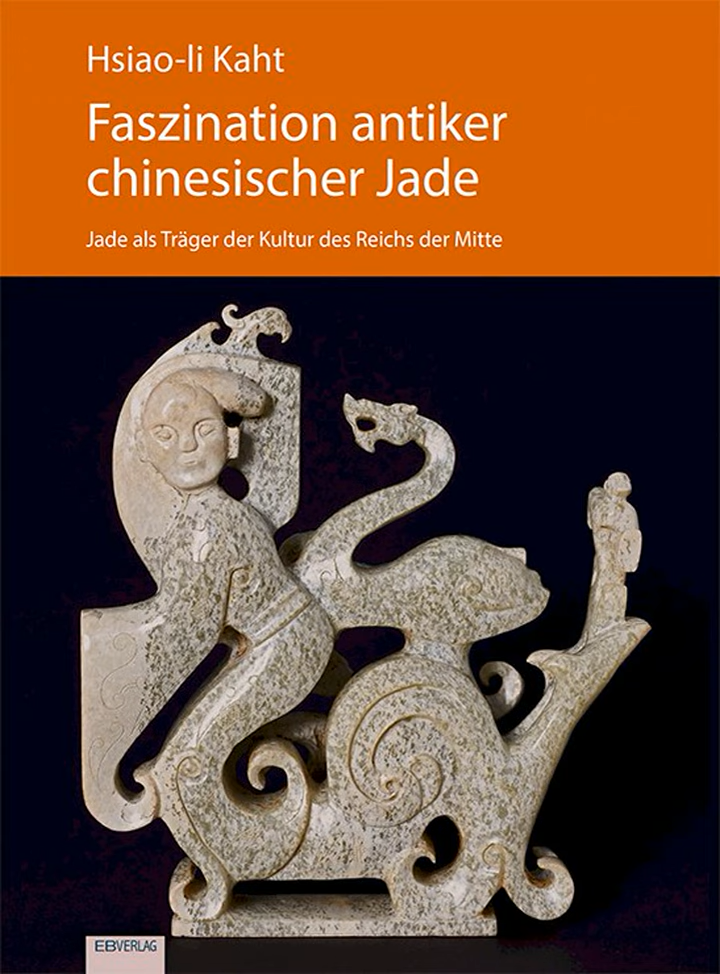 Hsiao-li Kaht
Faszination antiker
chinesischer Jade
Jade als Träger der Kultur des Reichs der Mitte
EBVERLAG